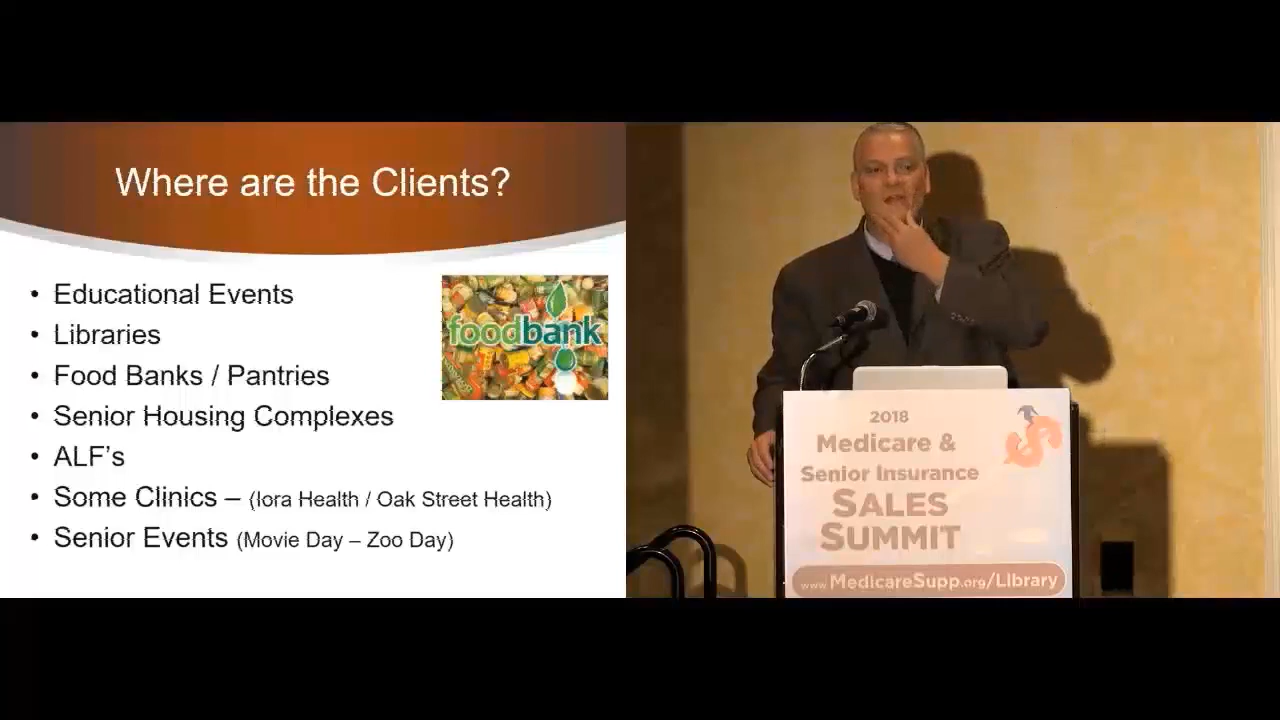 Where are the Clients?
• Educational Events
• Libraries
• Food Banks / Pantries
• Senior Housing Complexes
• ALF's
• Some Clinics – (Iora Health / Oak Street Health)
• Senior Events (Movie Day – Zoo Day)
foodbank
2018
Medicare &
Senior Insurance
SALES
SUMMIT
www.MedicareSupp.org/Library